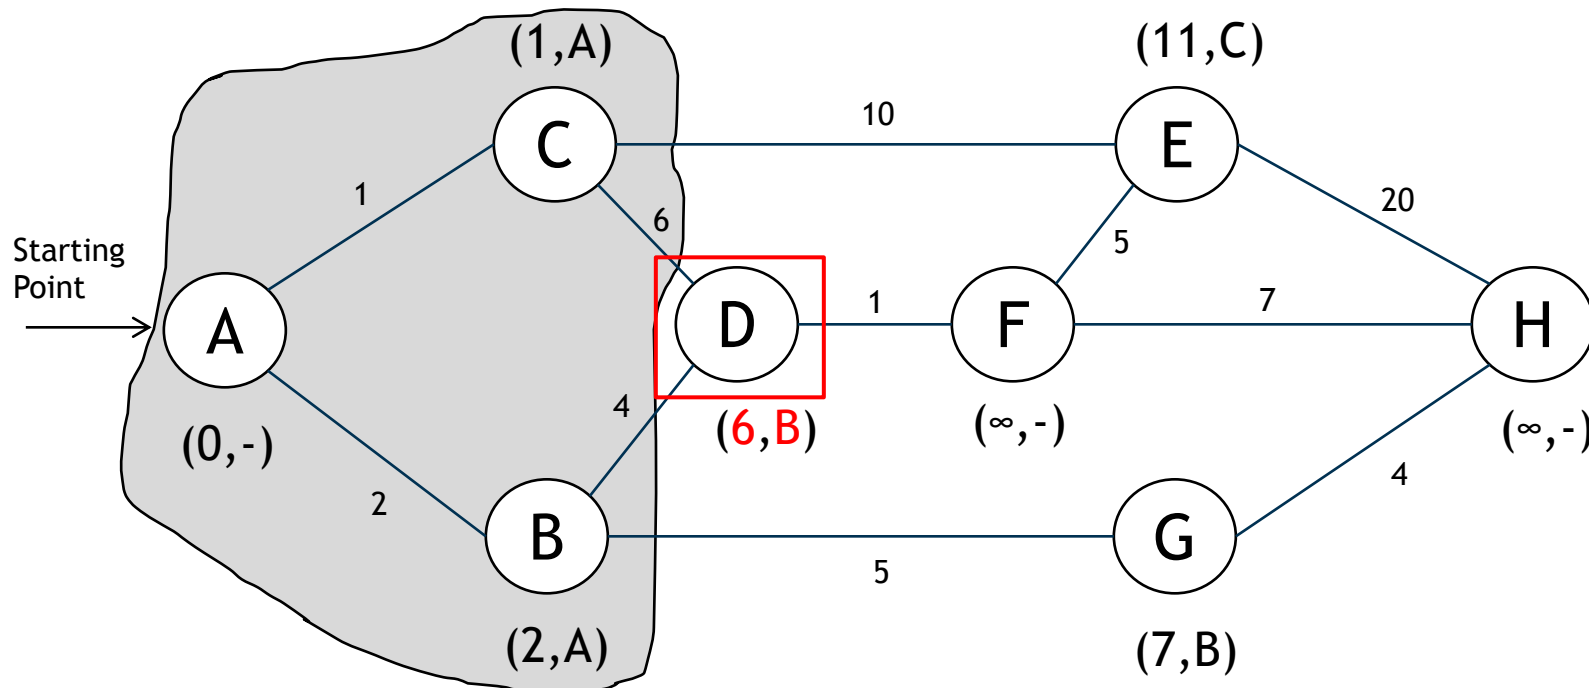 (1,A)
(11,C)
C
10
E
1
6
20
5
Starting
Point
A
D
1
F
7
H
4
(6,B)
(∞,-)
(∞,-)
(0,-)
2
4
B
G
5
(2,A)
(7,B)